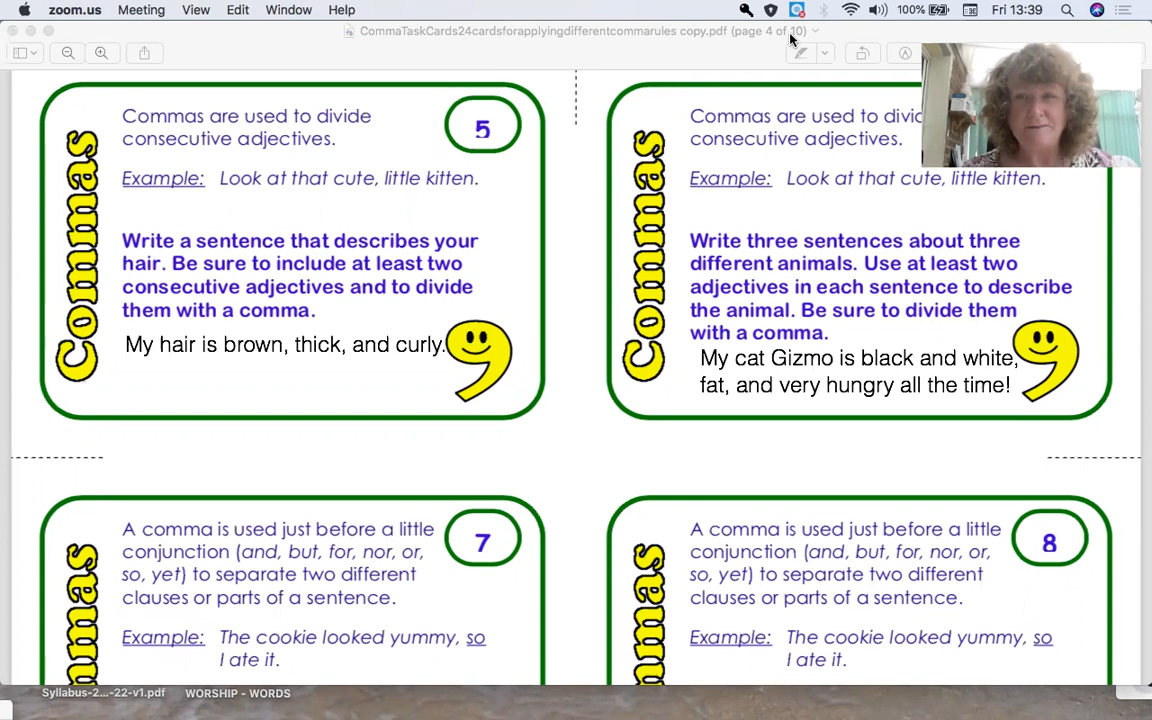 zoom.us Meeting View Edit Window Help 100% Fri 13:39
CommaTaskCards24cardsforapplyingdifferentcommarules copy.pdf (page 4 of 10)
Commas
5
Commas are used to divide
consecutive adjectives.
Example: Look at that cute, little kitten.
Write a sentence that describes your
hair. Be sure to include at least two
consecutive adjectives and to divide
them with a comma.
My hair is brown, thick, and curly.
Commas
Commas are used to divide
consecutive adjectives.
Example: Look at that cute, little kitten.
Write three sentences about three
different animals. Use at least two
adjectives in each sentence to describe
the animal. Be sure to divide them
with a comma.
My cat Gizmo is black and white,
fat, and very hungry all the time!
mmas
7
A comma is used just before a little
conjunction (and, but, for, nor, or,
so, yet) to separate two different
clauses or parts of a sentence.
Example: The cookie looked yummy, so
I ate it.
mmas
8
A comma is used just before a little
conjunction (and, but, for, nor, or,
so, yet) to separate two different
clauses or parts of a sentence.
Example: The cookie looked yummy, so
I ate it.
Syllabus-2...-22-v1.pdf WORSHIP - WORDS